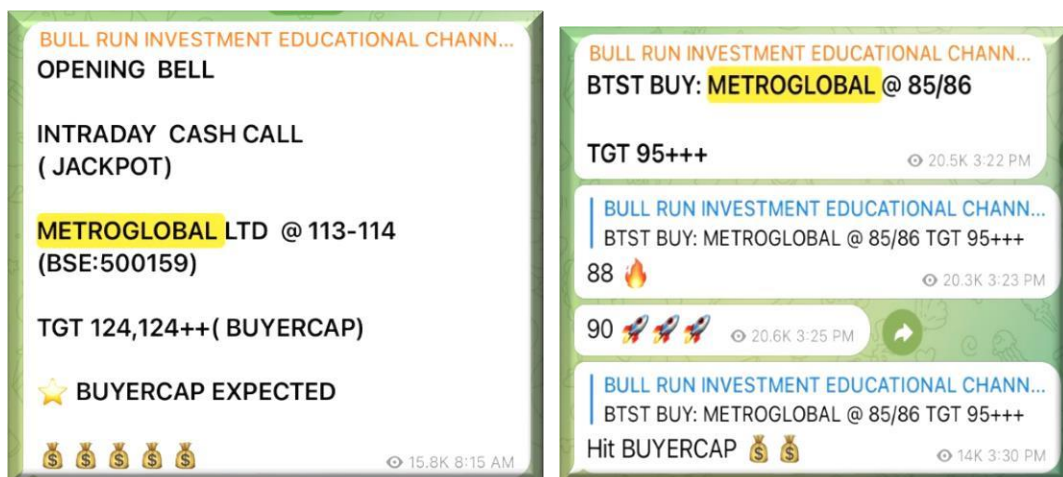 BULL RUN INVESTMENT EDUCATIONAL CHANN...
OPENING BELL
INTRADAY CASH CALL
( JACKPOT)
METROGLOBAL LTD @ 113-114
(BSE:500159)
TGT 124,124++( BUYERCAP)
⭐ BUYERCAP EXPECTED
💰 💰 💰 💰 💰 15.8K 8:15 AM
BULL RUN INVESTMENT EDUCATIONAL CHANN...
BTST BUY: METROGLOBAL @ 85/86
TGT 95+++ 20.5K 3:22 PM
BULL RUN INVESTMENT EDUCATIONAL CHANN...
BTST BUY: METROGLOBAL @ 85/86 TGT 95+++
88 🔥 20.3K 3:23 PM
90 🚀🚀🚀 20.6K 3:25 PM
BULL RUN INVESTMENT EDUCATIONAL CHANN...
BTST BUY: METROGLOBAL @ 85/86 TGT 95+++
Hit BUYERCAP 💰 💰 14K 3:30 PM